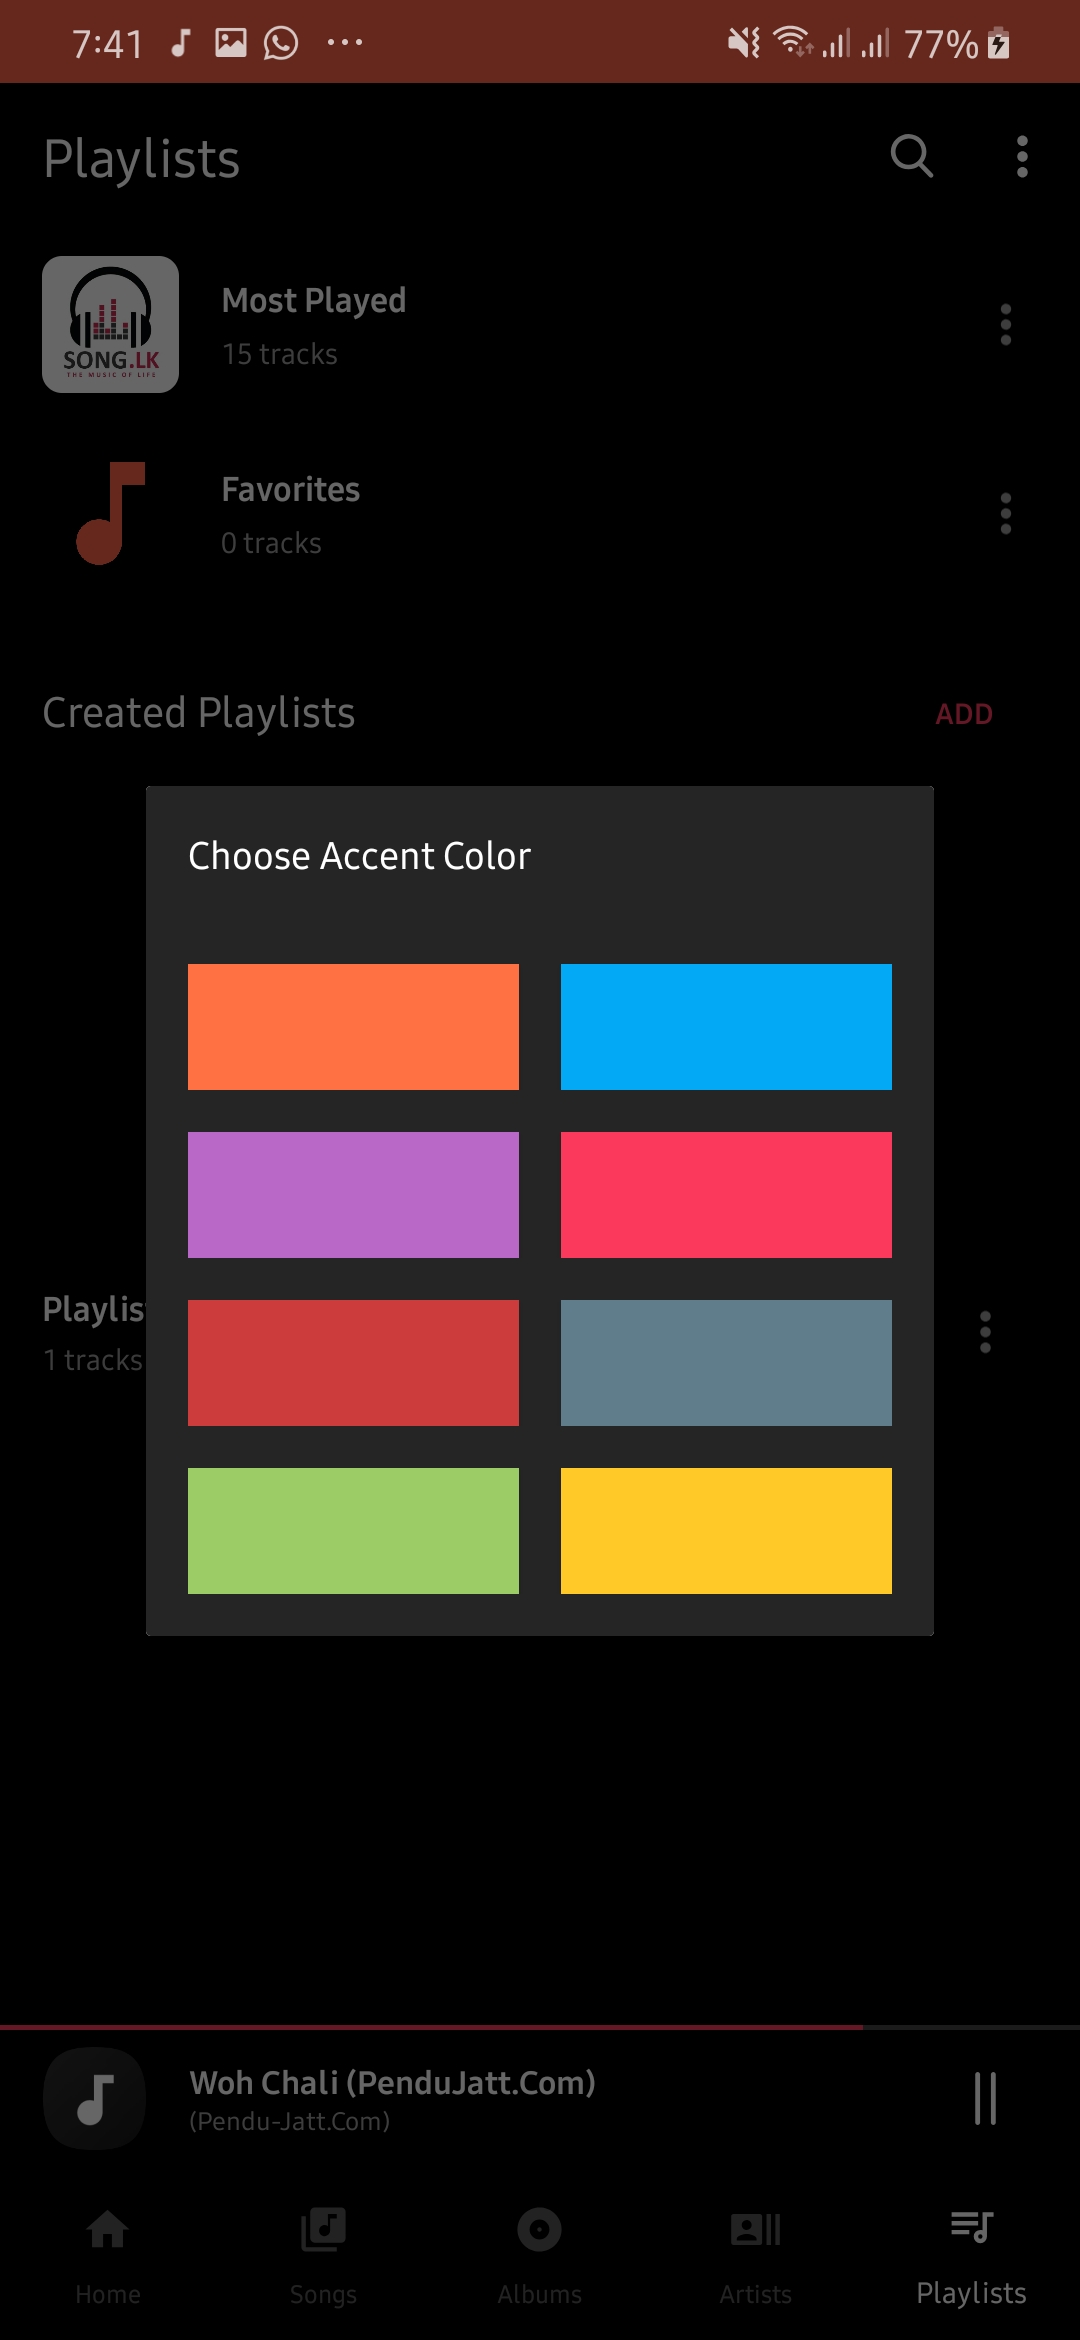 7:41
77%
Playlists
SONG.LK
THE MUSIC OF LIFE
Most Played
15 tracks
Favorites
0 tracks
Created Playlists
ADD
Choose Accent Color
Playlis
1 tracks
Woh Chali (PenduJatt.Com)
(Pendu-Jatt.Com)
Home
Songs
Albums
Artists
Playlists